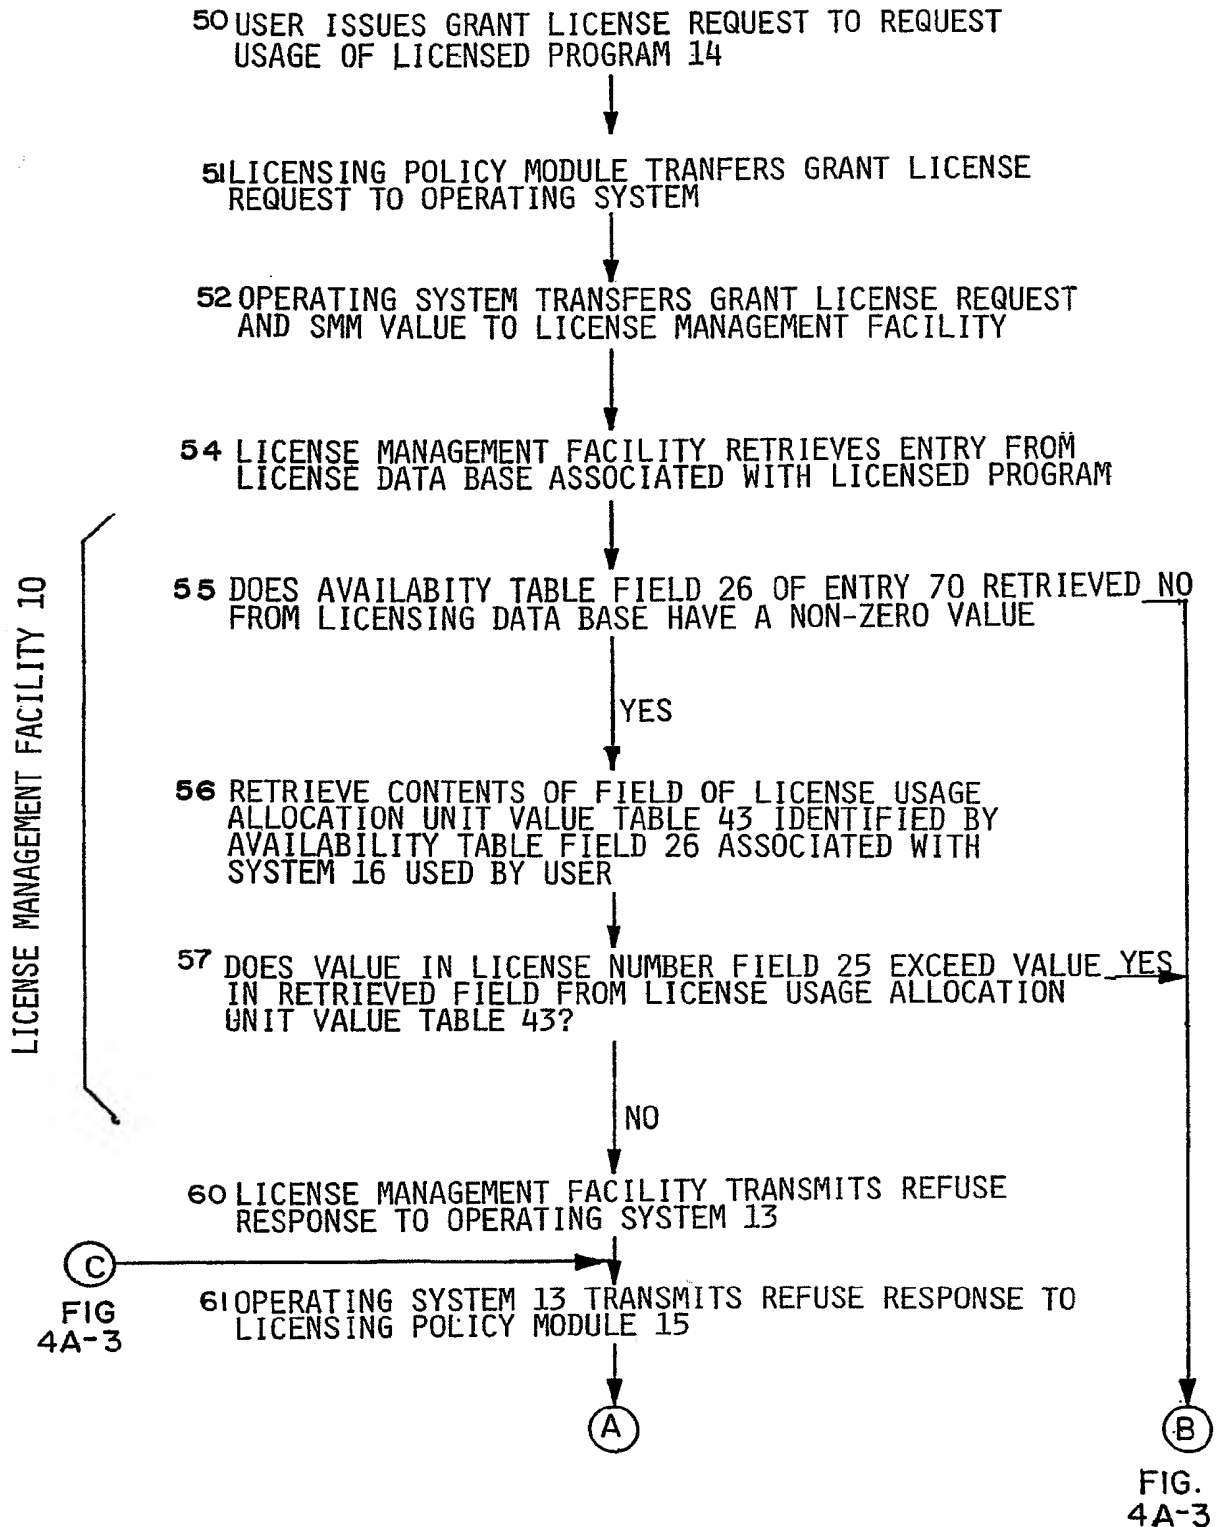 50 USER ISSUES GRANT LICENSE REQUEST TO REQUEST
USAGE OF LICENSED PROGRAM 14
51 LICENSING POLICY MODULE TRANFERS GRANT LICENSE
REQUEST TO OPERATING SYSTEM
52 OPERATING SYSTEM TRANSFERS GRANT LICENSE REQUEST
AND SMM VALUE TO LICENSE MANAGEMENT FACILITY
54 LICENSE MANAGEMENT FACILITY RETRIEVES ENTRY FROM
LICENSE DATA BASE ASSOCIATED WITH LICENSED PROGRAM
LICENSE MANAGEMENT FACILITY 10
55 DOES AVAILABITY TABLE FIELD 26 OF ENTRY 70 RETRIEVED NO
FROM LICENSING DATA BASE HAVE A NON-ZERO VALUE
YES
56 RETRIEVE CONTENTS OF FIELD OF LICENSE USAGE
ALLOCATION UNIT VALUE TABLE 43 IDENTIFIED BY
AVAILABILITY TABLE FIELD 26 ASSOCIATED WITH
SYSTEM 16 USED BY USER
57 DOES VALUE IN LICENSE NUMBER FIELD 25 EXCEED VALUE YES
IN RETRIEVED FIELD FROM LICENSE USAGE ALLOCATION
UNIT VALUE TABLE 43?
NO
60 LICENSE MANAGEMENT FACILITY TRANSMITS REFUSE
RESPONSE TO OPERATING SYSTEM 13
C
FIG
4A-3
61 OPERATING SYSTEM 13 TRANSMITS REFUSE RESPONSE TO
LICENSING POLICY MODULE 15
A
B
FIG.
4A-3